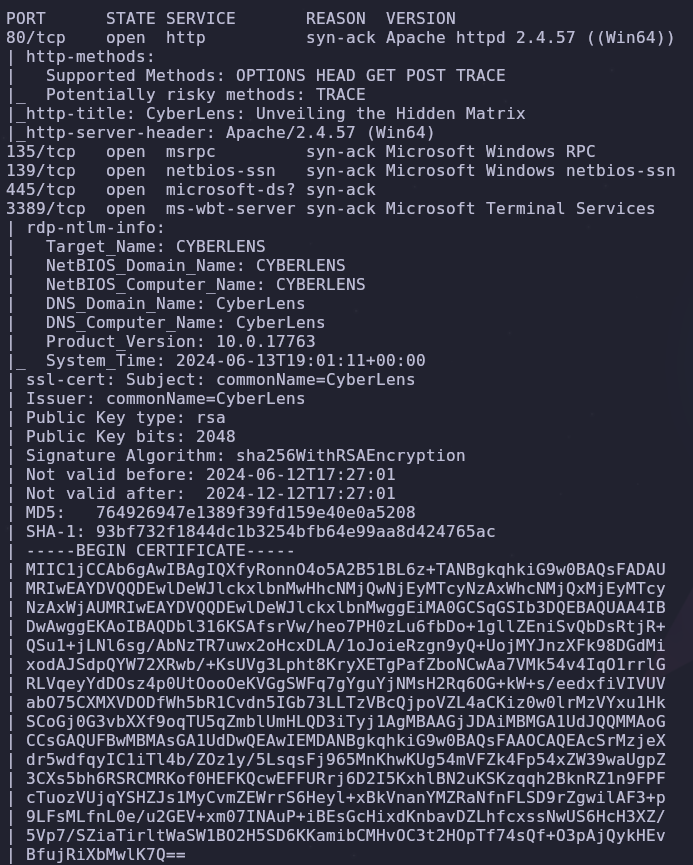 PORT      STATE SERVICE       REASON  VERSION
80/tcp    open  http          syn-ack Apache httpd 2.4.57 ((Win64))
| http-methods:
|   Supported Methods: OPTIONS HEAD GET POST TRACE
|_  Potentially risky methods: TRACE
|_http-title: CyberLens: Unveiling the Hidden Matrix
|_http-server-header: Apache/2.4.57 (Win64)
135/tcp   open  msrpc         syn-ack Microsoft Windows RPC
139/tcp   open  netbios-ssn   syn-ack Microsoft Windows netbios-ssn
445/tcp   open  microsoft-ds? syn-ack
3389/tcp  open  ms-wbt-server syn-ack Microsoft Terminal Services
| rdp-ntlm-info:
|   Target_Name: CYBERLENS
|   NetBIOS_Domain_Name: CYBERLENS
|   NetBIOS_Computer_Name: CYBERLENS
|   DNS_Domain_Name: CyberLens
|   DNS_Computer_Name: CyberLens
|   Product_Version: 10.0.17763
|_  System_Time: 2024-06-13T19:01:11+00:00
| ssl-cert: Subject: commonName=CyberLens
| Issuer: commonName=CyberLens
| Public Key type: rsa
| Public Key bits: 2048
| Signature Algorithm: sha256WithRSAEncryption
| Not valid before: 2024-06-12T17:27:01
| Not valid after:  2024-12-12T17:27:01
| MD5:   764926947e1389f39fd159e40e0a5208
| SHA-1: 93bf732f1844dc1b3254bfb64e99aa8d424765ac
| -----BEGIN CERTIFICATE-----
| MIIC1jCCAb6gAwIBAgIQXfyRonnO4o5A2B51BL6z+TANBgkqhkiG9w0BAQsFADAU
| MRIwEAYDVQQDEwlDeWJlckxlbnMwHhcNMjQwNjEyMTcyNzAxWhcNMjQxMjEyMTcy
| NzAxWjAUMRIwEAYDVQQDEwlDeWJlckxlbnMwggEiMA0GCSqGSIb3DQEBAQUAA4IB
| DwAwggEKAoIBAQDbl316KSAfsrVw/heo7PH0zLu6fbDo+1gllZEniSvQbDsRtjR+
| QSu1+jLNl6sg/AbNzTR7uwx2oHcxDLA/1oJoieRzgn9yQ+UojMYJnzXFk98DGdMi
| xodAJSdpQYW72XRwb/+KsUVg3Lpht8KryXETgPafZboNCwAa7VMk54v4IqO1rrlG
| RLVqeyYdDOsz4p0UtOooOeKVGgSWFq7gYguYjNMsH2Rq6OG+kW+s/eedxfiVIVUV
| abO75CXMXVDODfWh5bR1Cvdn5IGb73LLTzVBcQjpoVZL4aCKiz0w0lrMzVYxu1Hk
| SCoGj0G3vbXXf9oqTU5qZmblUmHLQD3iTyj1AgMBAAGjJDAiMBMGA1UdJQQMMAoG
| CCsGAQUFBwMBMAsGA1UdDwQEAwIEMDANBgkqhkiG9w0BAQsFAAOCAQEAcSrMzjeX
| dr5wdfqyIC1iTl4b/ZOz1y/5LsqsFj965MnKhwKUg54mVFZk4Fp54xZW39waUgpZ
| 3CXs5bh6RSRCMRKof0HEFKQcwEFFURrj6D2I5KxhlBN2uKSKzqqh2BknRZ1n9FPF
| cTuozVUjqYSHZJs1MyCvmZEWrrS6Heyl+xBkVnanYMZRaNfnFLSD9rZgwilAF3+p
| 9LFsMLfnL0e/u2GEV+xm07INAuP+iBEsGcHixdKnbavDZLhfcxssNwUS6HcH3XZ/
| 5Vp7/SZiaTirltWaSW1BO2H5SD6KKamibCMHvOC3t2HOpTf74sQf+O3pAjQykHEv
| BfujRiXbMwlK7Q==